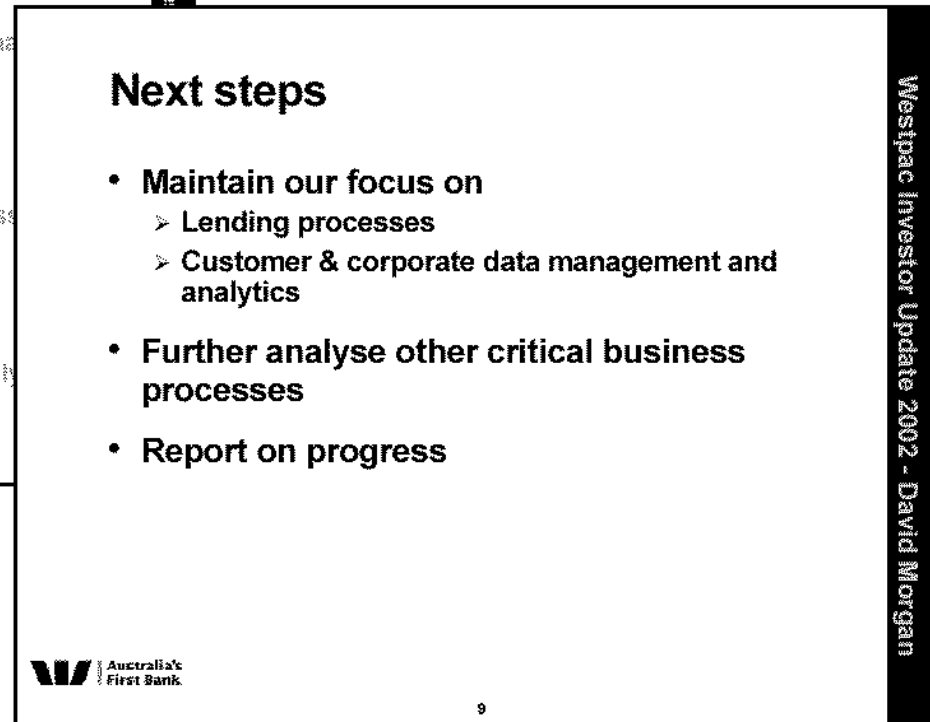 Next steps
• Maintain our focus on
➢ Lending processes
➢ Customer & corporate data management and
analytics
• Further analyse other critical business
processes
• Report on progress
Australia's
First Bank
9
Westpac Investor Update 2002 - David Morgan